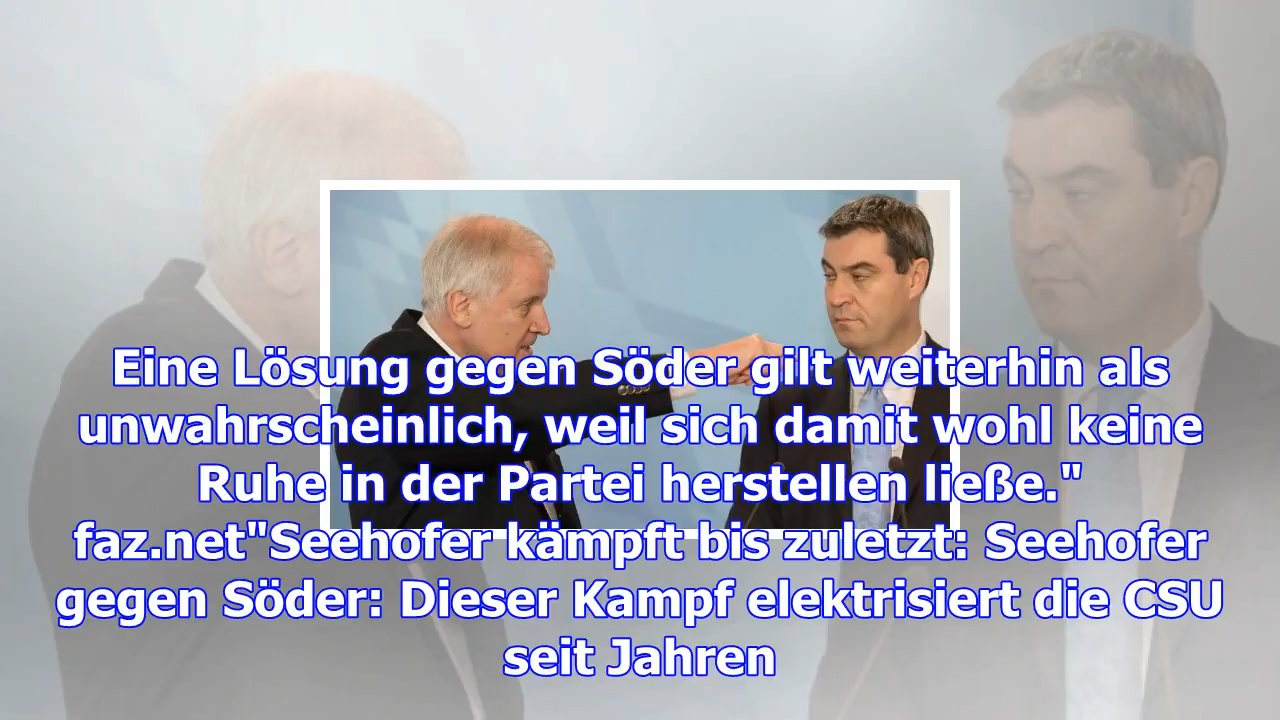 Eine Lösung gegen Söder gilt weiterhin als
unwahrscheinlich, weil sich damit wohl keine
Ruhe in der Partei herstellen ließe."
faz.net"Seehofer kämpft bis zuletzt: Seehofer
gegen Söder: Dieser Kampf elektrisiert die CSU
seit Jahren